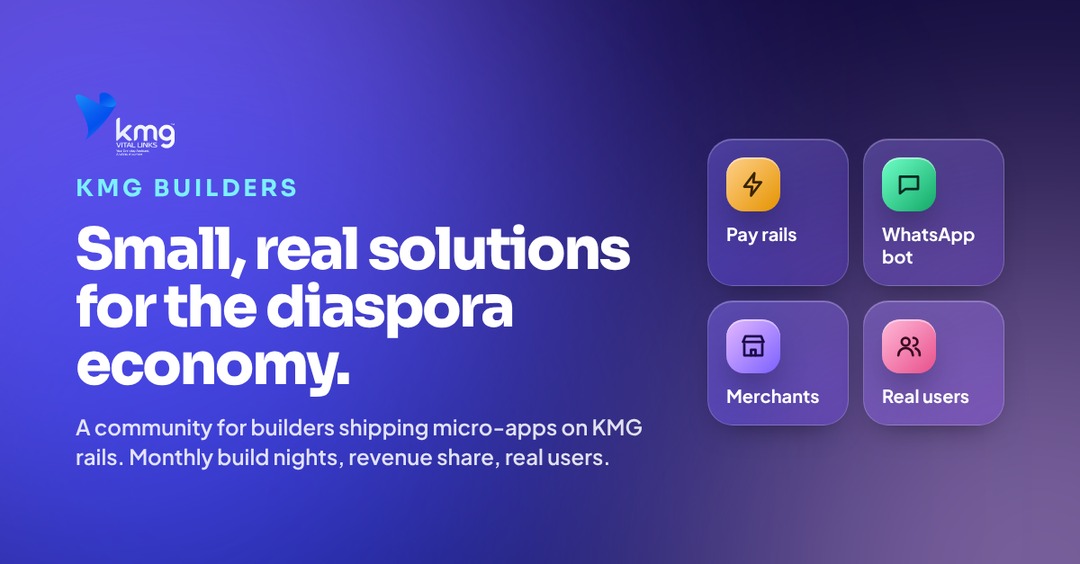 kmg
VITAL LINKS
KMG BUILDERS
Small, real solutions
for the diaspora
economy.
A community for builders shipping micro-apps on KMG
rails. Monthly build nights, revenue share, real users.
Pay rails
WhatsApp
bot
Merchants
Real users